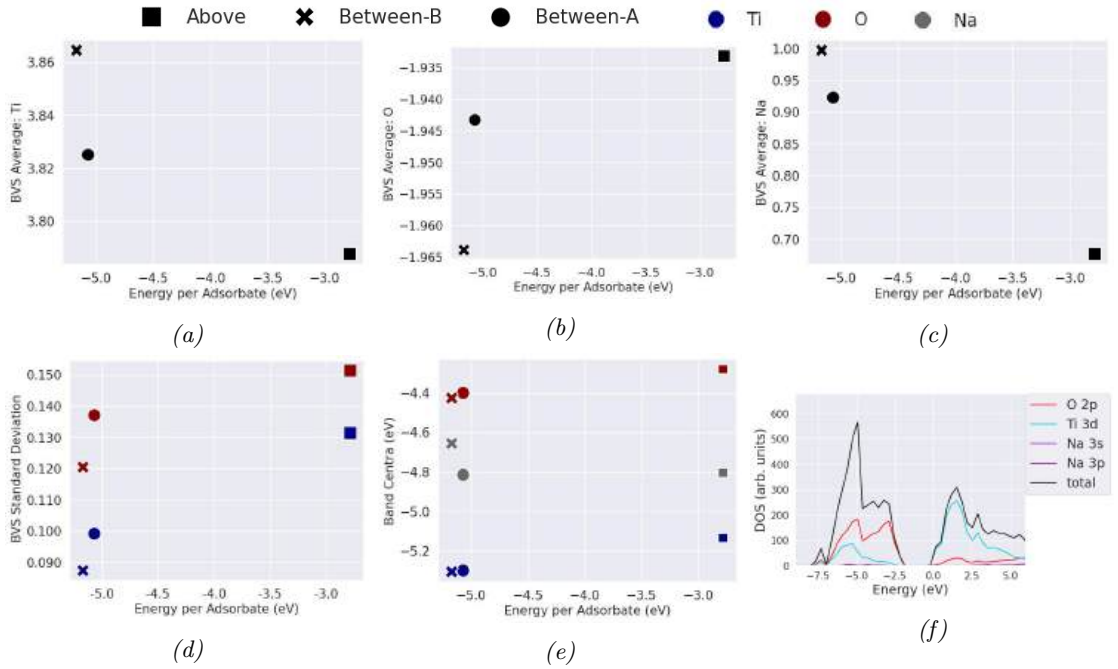 Above Between-B Between-A Ti O Na
3.86
3.84
3.82
3.80
BVS Average: Ti
−5.0 −4.5 −4.0 −3.5 −3.0
Energy per Adsorbate (eV)
(a)
−1.935
−1.940
−1.945
−1.950
−1.955
−1.960
−1.965
BVS Average: O
−5.0 −4.5 −4.0 −3.5 −3.0
Energy per Adsorbate (eV)
(b)
1.00
0.95
0.90
0.85
0.80
0.75
0.70
BVS Average: Na
−5.0 −4.5 −4.0 −3.5 −3.0
Energy per Adsorbate (eV)
(c)
0.150
0.140
0.130
0.120
0.110
0.100
0.090
BVS Standard Deviation
-5.0 -4.5 -4.0 -3.5 -3.0
Energy per Adsorbate (eV)
(d)
−4.4
−4.6
−4.8
−5.0
−5.2
Band Centra (eV)
−5.0 −4.5 −4.0 −3.5 −3.0
Energy per Adsorbate (eV)
(e)
O 2p
Ti 3d
Na 3s
Na 3p
total
600
500
400
300
200
100
0
DOS (arb. units)
−7.5 −5.0 −2.5 0.0 2.5 5.0
Energy (eV)
(f)